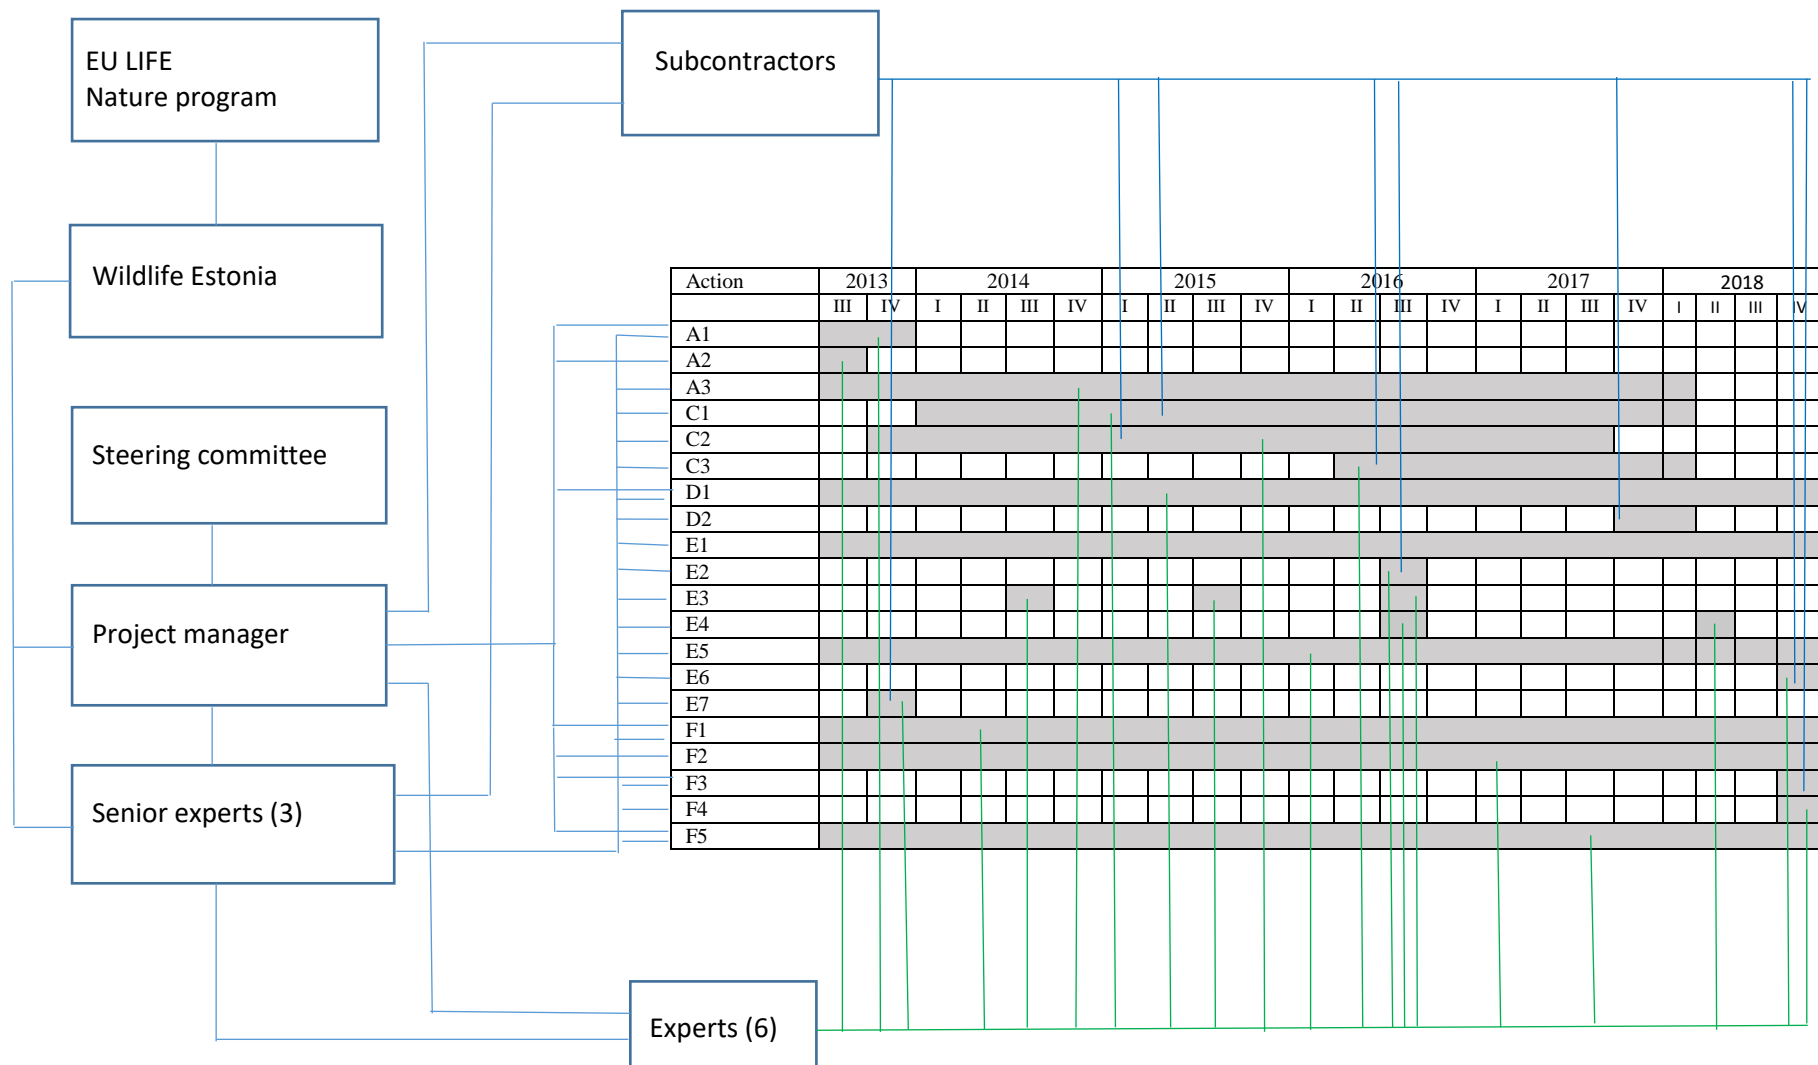 EU LIFE
Nature program
Subcontractors
Wildlife Estonia
Steering committee
Project manager
Senior experts (3)
Experts (6)
Action 2013 2014 2015 2016 2017 2018
III IV I II III IV I II III IV I II III IV I II III IV I II III IV
A1
A2
A3
C1
C2
C3
D1
D2
E1
E2
E3
E4
E5
E6
E7
F1
F2
F3
F4
F5